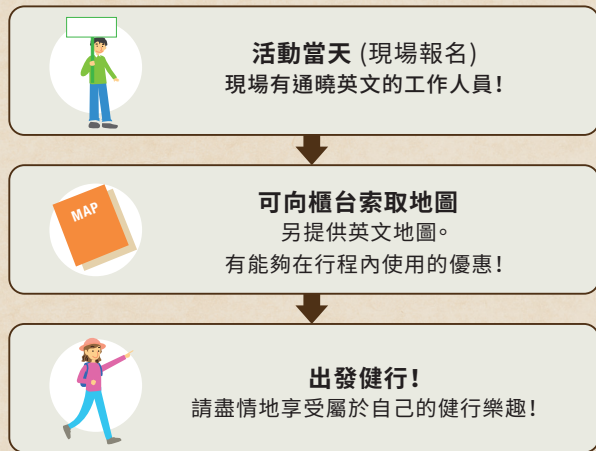 活動當天 (現場報名)
現場有通曉英文的工作人員!
MAP
可向櫃台索取地圖
另提供英文地圖。
有能夠在行程內使用的優惠!
出發健行!
請盡情地享受屬於自己的健行樂趣!